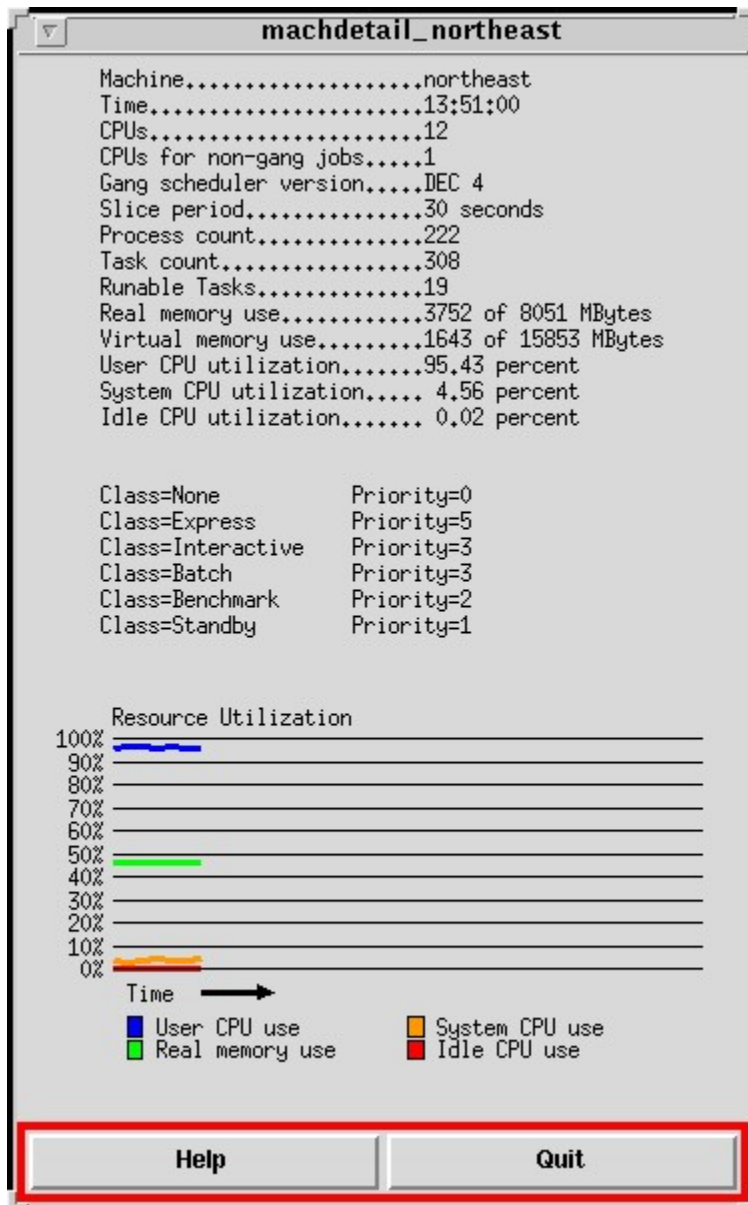 machdetail_northeast
Machine....................northeast
Time.......................13:51:00
CPUs.......................12
CPUs for non-gang jobs.....1
Gang scheduler version.....DEC 4
Slice period...............30 seconds
Process count..............222
Task count.................308
Runable Tasks..............19
Real memory use............3752 of 8051 MBytes
Virtual memory use.........1643 of 15853 MBytes
User CPU utilization.......95.43 percent
System CPU utilization..... 4.56 percent
Idle CPU utilization....... 0.02 percent
Class=None Priority=0
Class=Express Priority=5
Class=Interactive Priority=3
Class=Batch Priority=3
Class=Benchmark Priority=2
Class=Standby Priority=1
Resource Utilization
100%
90%
80%
70%
60%
50%
40%
30%
20%
10%
0%
Time
User CPU use System CPU use
Real memory use Idle CPU use
Help Quit